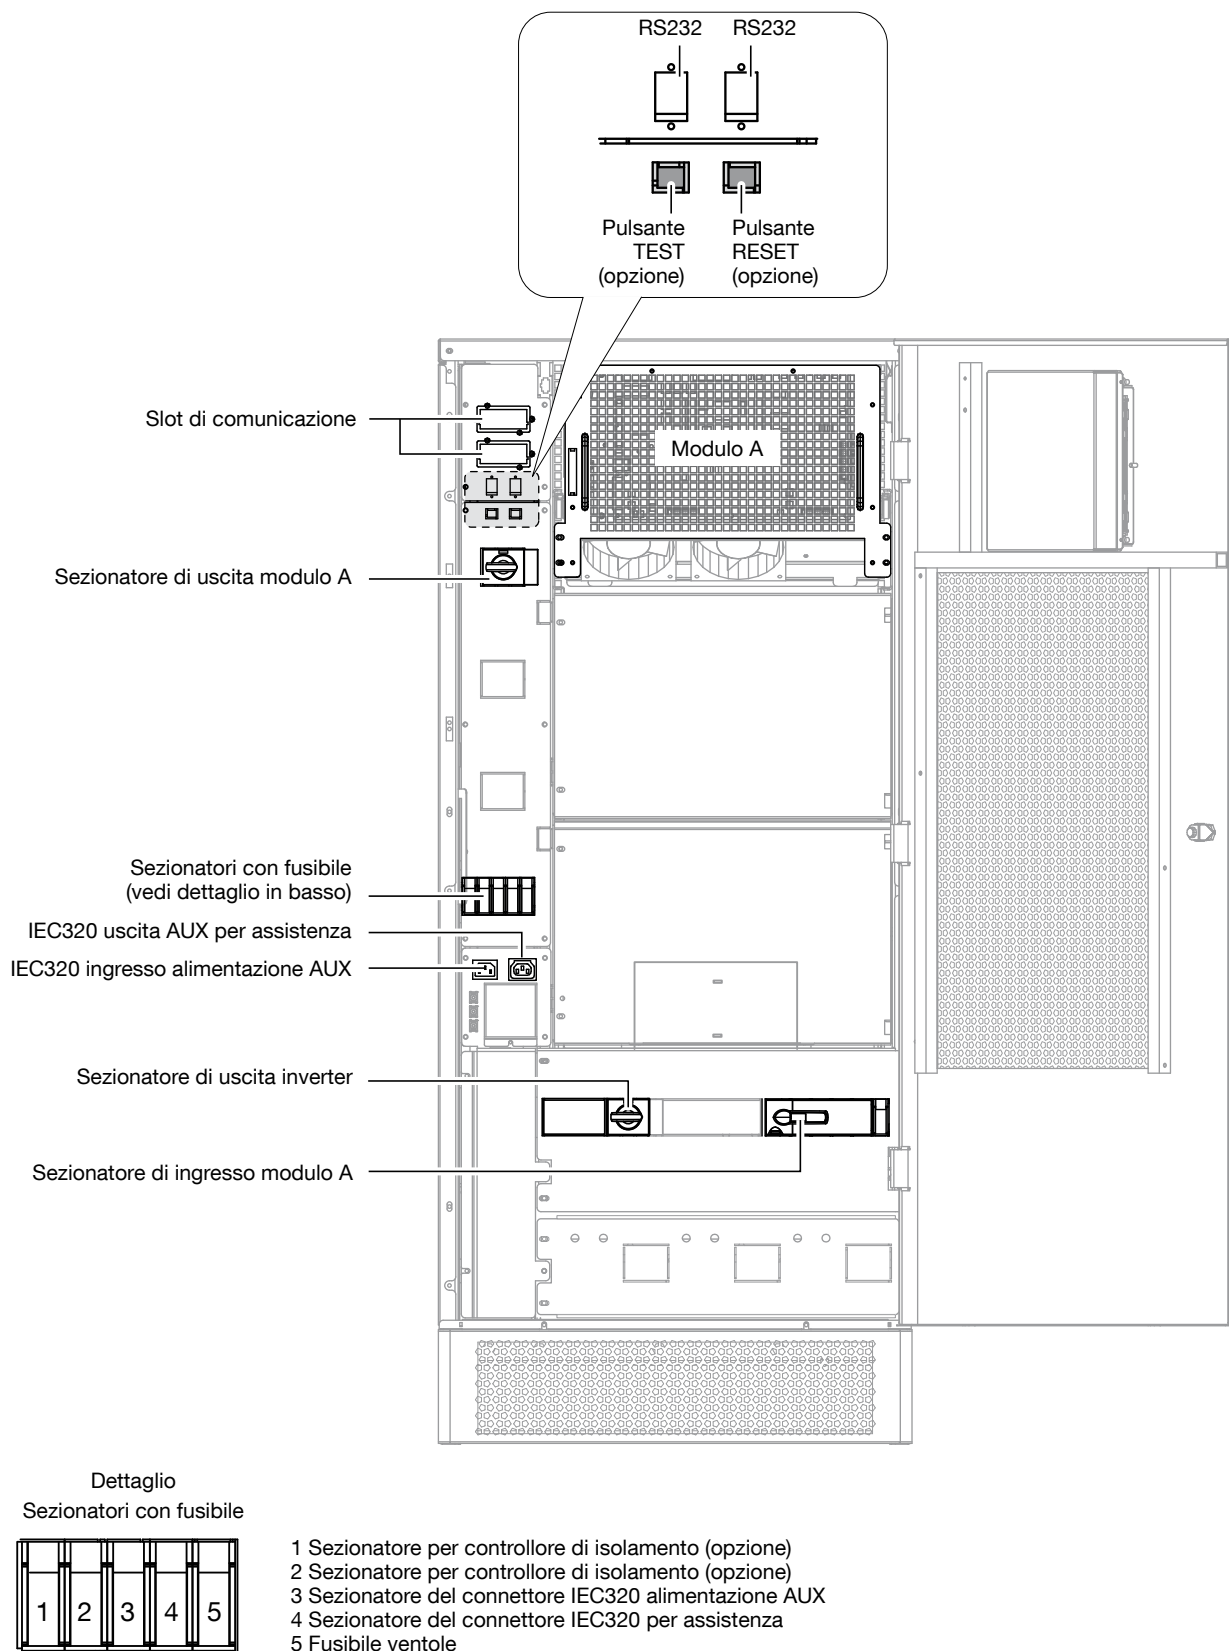 RS232 RS232
Pulsante
TEST
(opzione)
Pulsante
RESET
(opzione)
Slot di comunicazione
Modulo A
Sezionatore di uscita modulo A
Sezionatori con fusibile
(vedi dettaglio in basso)
IEC320 uscita AUX per assistenza
IEC320 ingresso alimentazione AUX
Sezionatore di uscita inverter
Sezionatore di ingresso modulo A
Dettaglio
Sezionatori con fusibile
1 2 3 4 5
1 Sezionatore per controllore di isolamento (opzione)
2 Sezionatore per controllore di isolamento (opzione)
3 Sezionatore del connettore IEC320 alimentazione AUX
4 Sezionatore del connettore IEC320 per assistenza
5 Fusibile ventole